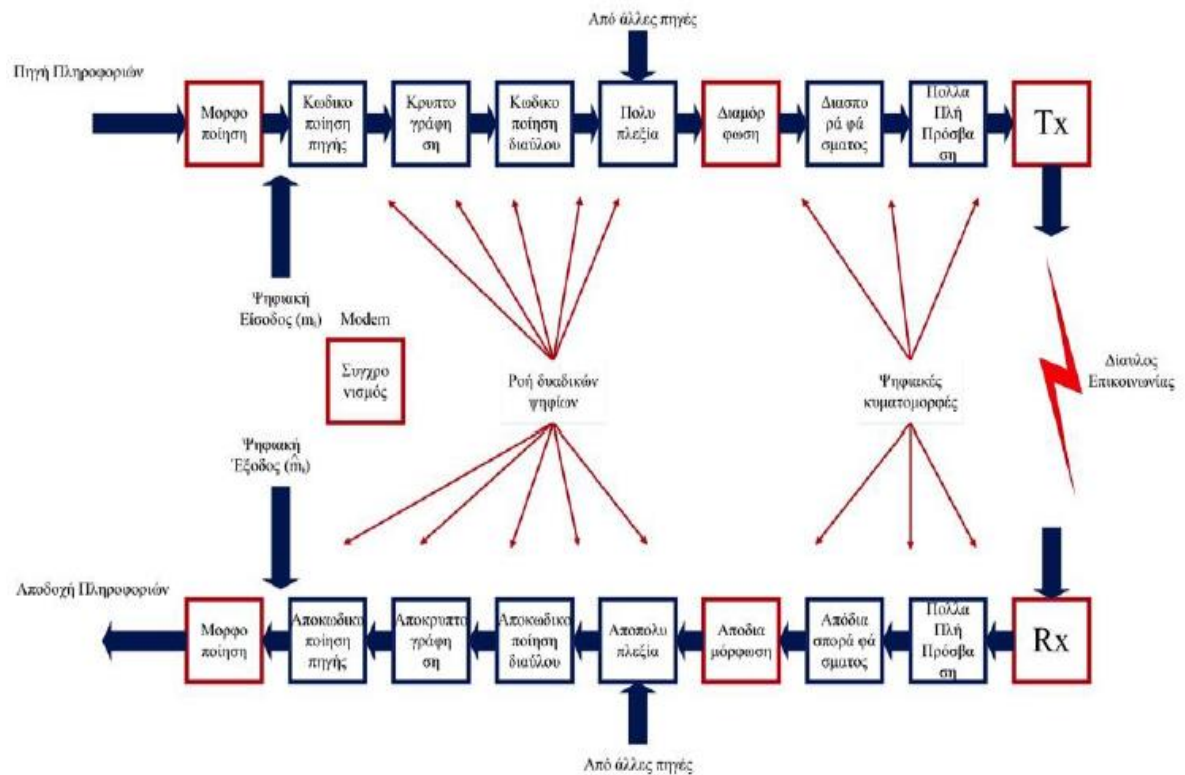 Από άλλες πηγές
Πηγή Πληροφοριών
Μορφο
ποίηση
Κωδικο
ποίηση
πηγής
Κρυπτο
γράφη
ση
Κωδικο
ποίηση
διαύλου
Πολυ
πλεξία
Διαμόρ
φωση
Διασπο
ρά φά
σματος
Πολλα
Πλή
Πρόσβα
ση
Tx
Ψηφιακή
Είσοδος (mᵢ)
Modem
Συγχρο
νισμός
Ροή δυαδικών
ψηφίων
Ψηφιακές
κυματομορφές
Δίαυλος
Επικοινωνίας
Ψηφιακή
Έξοδος (m̂ᵢ)
Αποδοχή Πληροφοριών
Μορφο
ποίηση
Αποκωδικο
ποίηση
πηγής
Αποκρυπτο
γράφη
ση
Αποκωδικο
ποίηση
διαύλου
Αποπολυ
πλεξία
Αποδια
μόρφωση
Απόδια
σπορά φά
σματος
Πολλα
Πλή
Πρόσβα
ση
Rx
Από άλλες πηγές